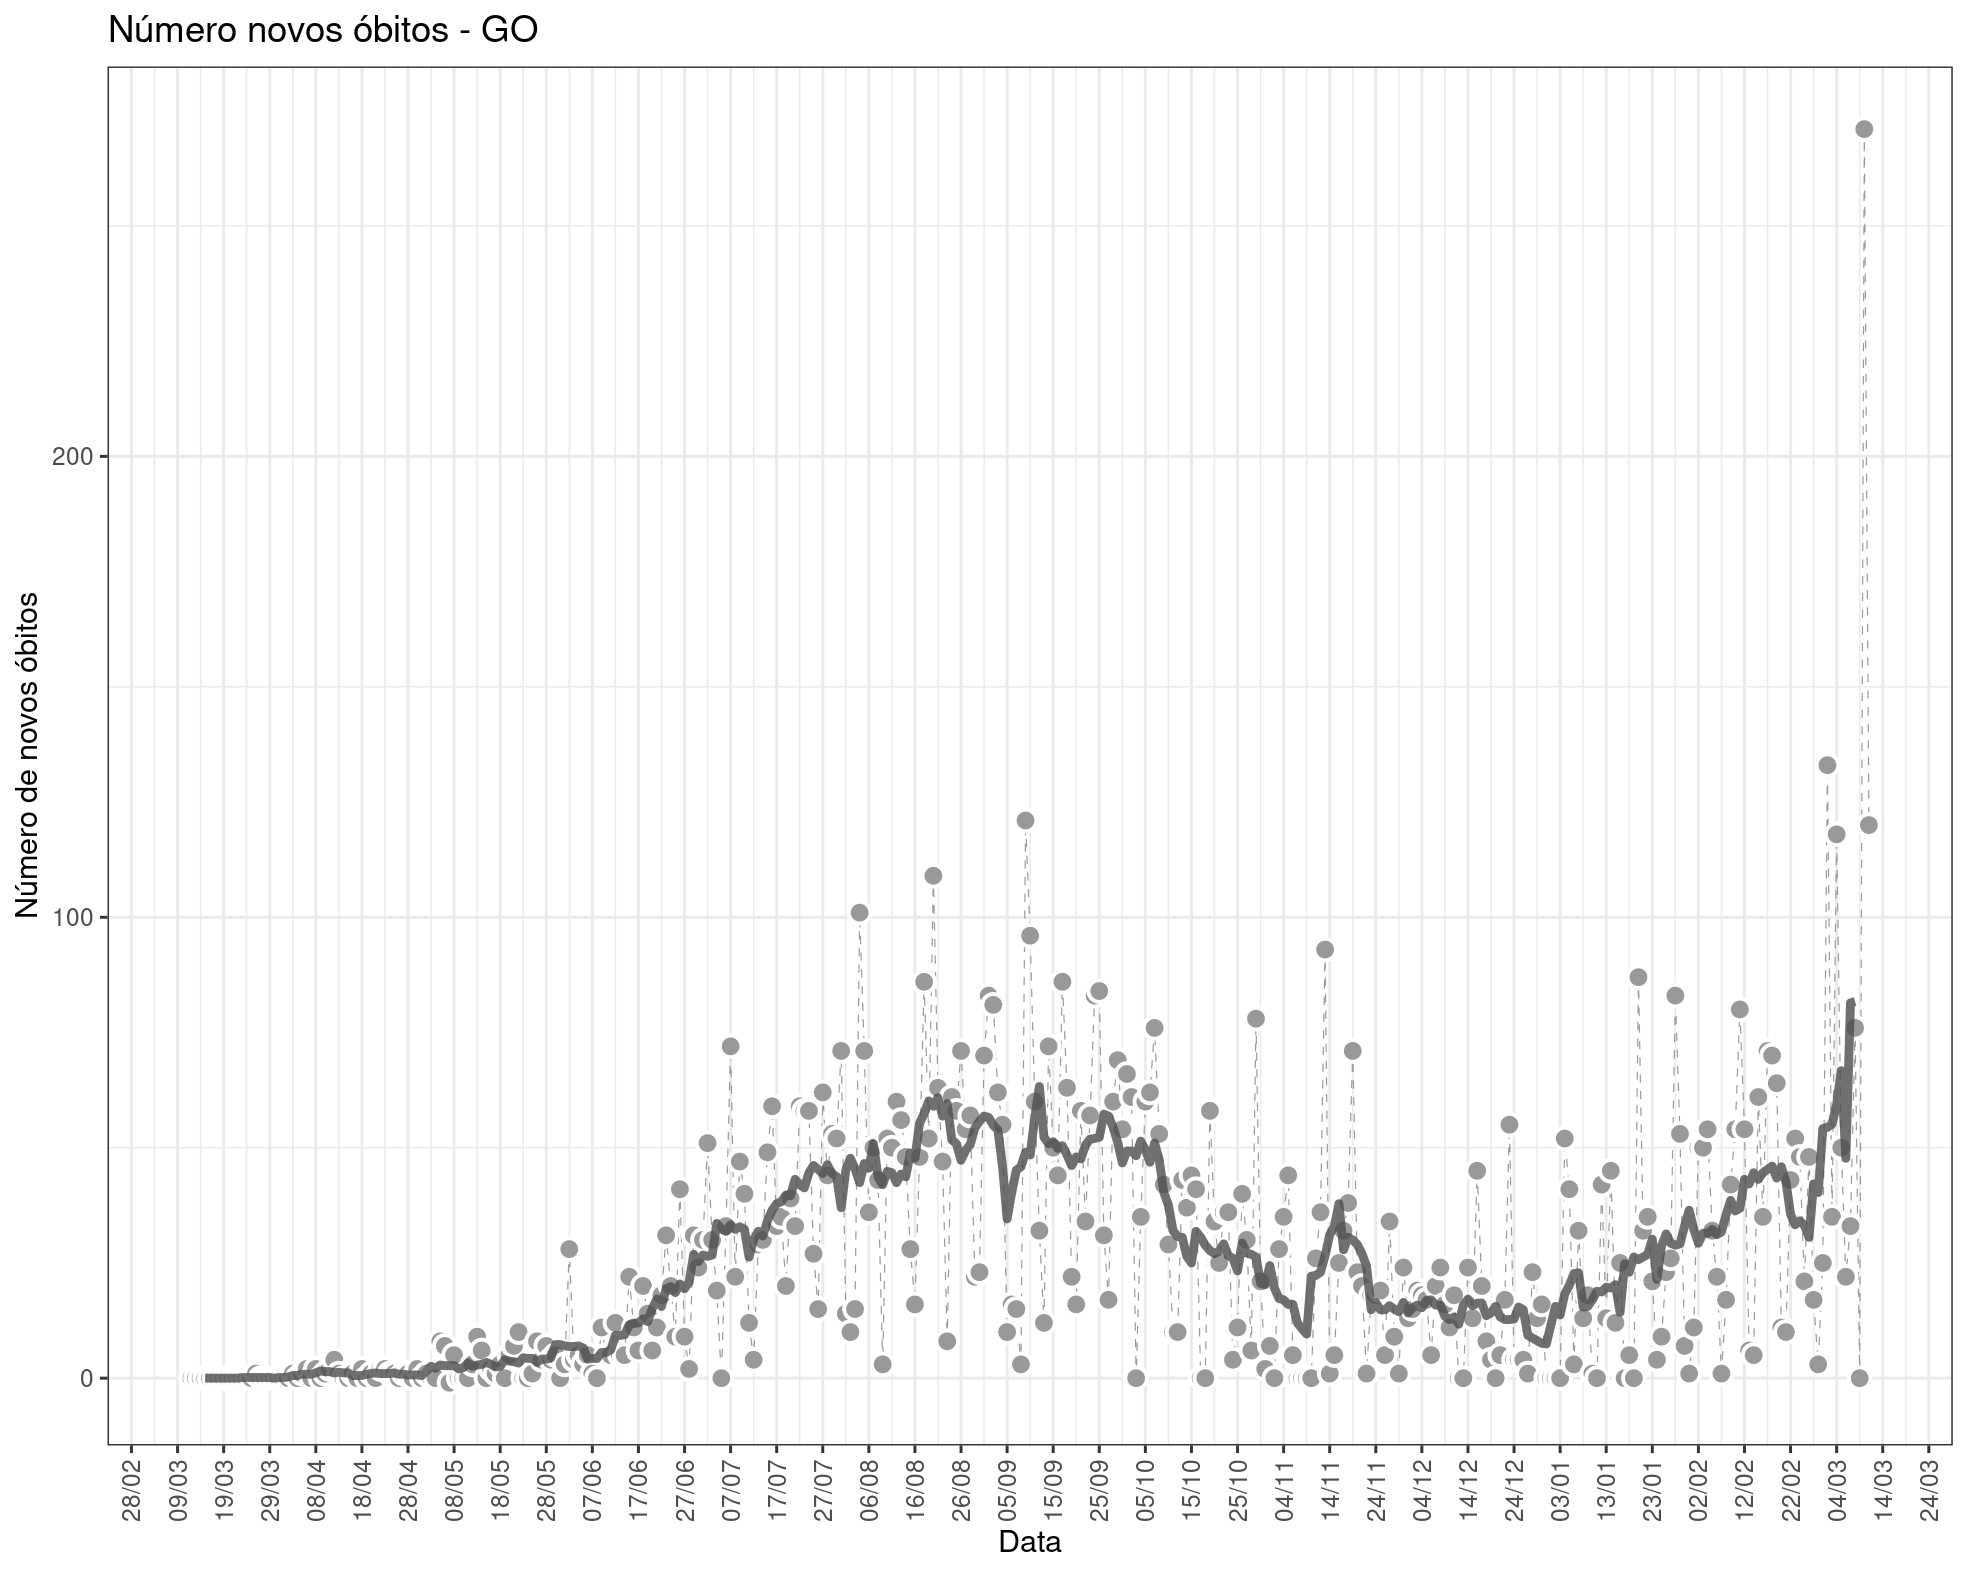 Número novos óbitos - GO
Número de novos óbitos
200
100
0
28/02 09/03 19/03 29/03 08/04 18/04 28/04 08/05 18/05 28/05 07/06 17/06 27/06 07/07 17/07 27/07 06/08 16/08 26/08 05/09 15/09 25/09 05/10 15/10 25/10 04/11 14/11 24/11 04/12 14/12 24/12 03/01 13/01 23/01 02/02 12/02 22/02 04/03 14/03 24/03
Data